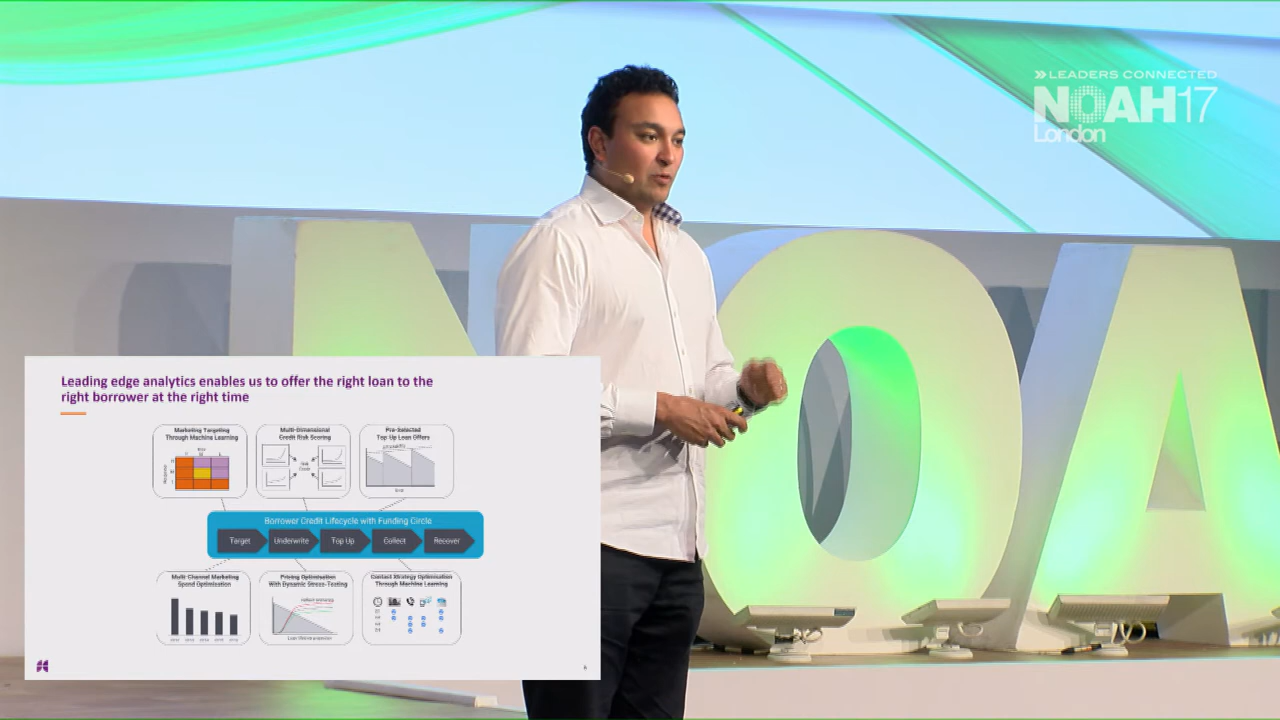 LEADERS CONNECTED
NOAH17
London
NOA
Leading edge analytics enables us to offer the right loan to the
right borrower at the right time
Marketing Targeting
Through Machine Learning
Multi-Dimensional
Credit Risk Scoring
Pre-Selected
Top Up Loan Offers
Borrower Credit Lifecycle with Funding Circle
Target
Underwrite
Top Up
Collect
Recover
Multi Channel Marketing
Spend Optimisation
Pricing Optimisation
With Dynamic Stress-Testing
Contact Strategy Optimisation
Through Machine Learning
6